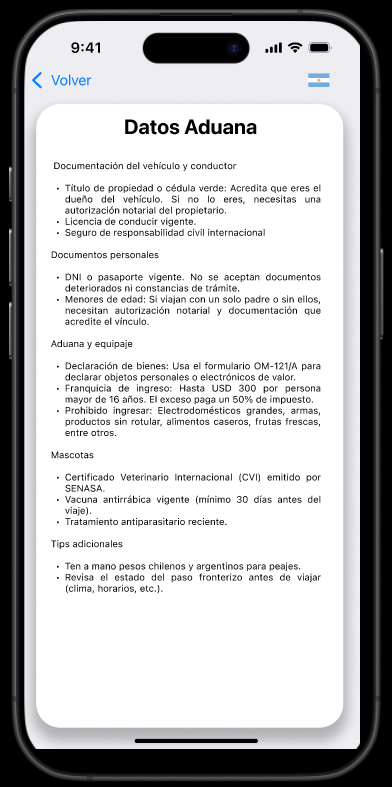 9:41
Volver
Datos Aduana
Documentación del vehículo y conductor
• Título de propiedad o cédula verde: Acredita que eres el
dueño del vehículo. Si no lo eres, necesitas una
autorización notarial del propietario.
• Licencia de conducir vigente.
• Seguro de responsabilidad civil internacional
Documentos personales
• DNI o pasaporte vigente. No se aceptan documentos
deteriorados ni constancias de trámite.
• Menores de edad: Si viajan con un solo padre o sin ellos,
necesitan autorización notarial y documentación que
acredite el vínculo.
Aduana y equipaje
• Declaración de bienes: Usa el formulario OM-121/A para
declarar objetos personales o electrónicos de valor.
• Franquicia de ingreso: Hasta USD 300 por persona
mayor de 16 años. El exceso paga un 50% de impuesto.
• Prohibido ingresar: Electrodomésticos grandes, armas,
productos sin rotular, alimentos caseros, frutas frescas,
entre otros.
Mascotas
• Certificado Veterinario Internacional (CVI) emitido por
SENASA.
• Vacuna antirrábica vigente (mínimo 30 días antes del
viaje).
• Tratamiento antiparasitario reciente.
Tips adicionales
• Ten a mano pesos chilenos y argentinos para peajes.
• Revisa el estado del paso fronterizo antes de viajar
(clima, horarios, etc.).